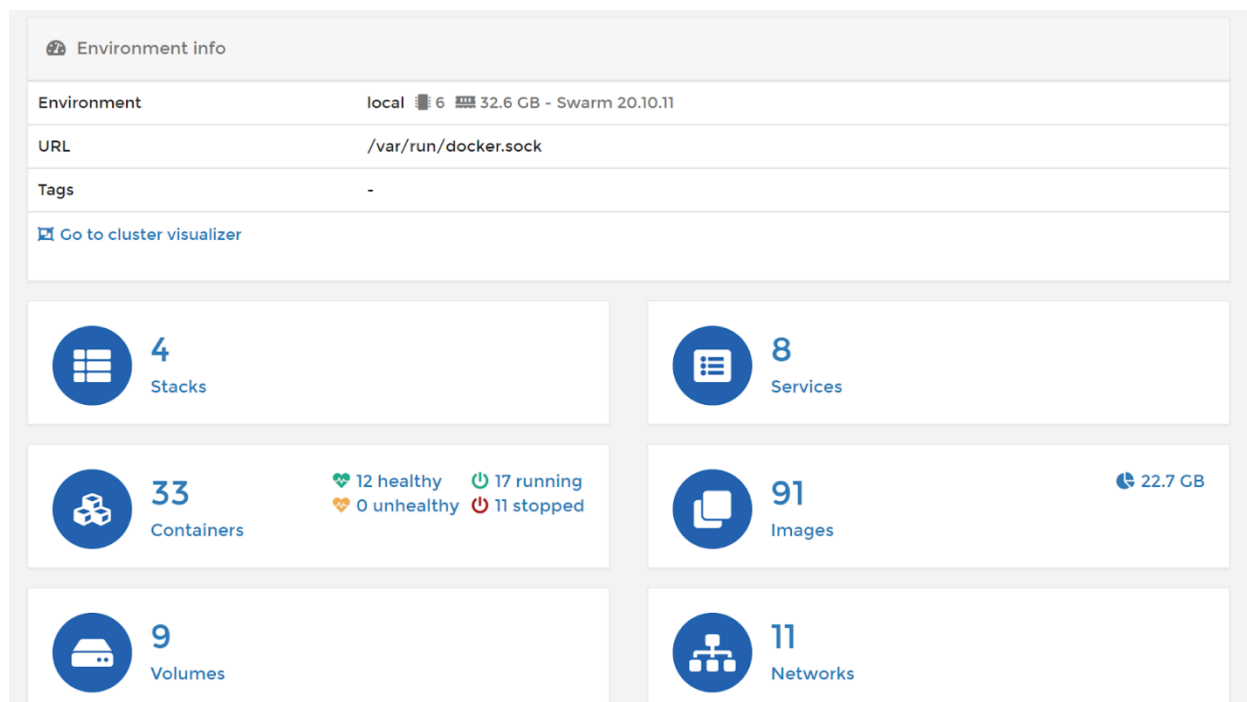 Environment info
Environment local 6 32.6 GB - Swarm 20.10.11
URL /var/run/docker.sock
Tags -
Go to cluster visualizer
4
Stacks
8
Services
33
Containers
12 healthy 17 running
0 unhealthy 11 stopped
91
Images
22.7 GB
9
Volumes
11
Networks